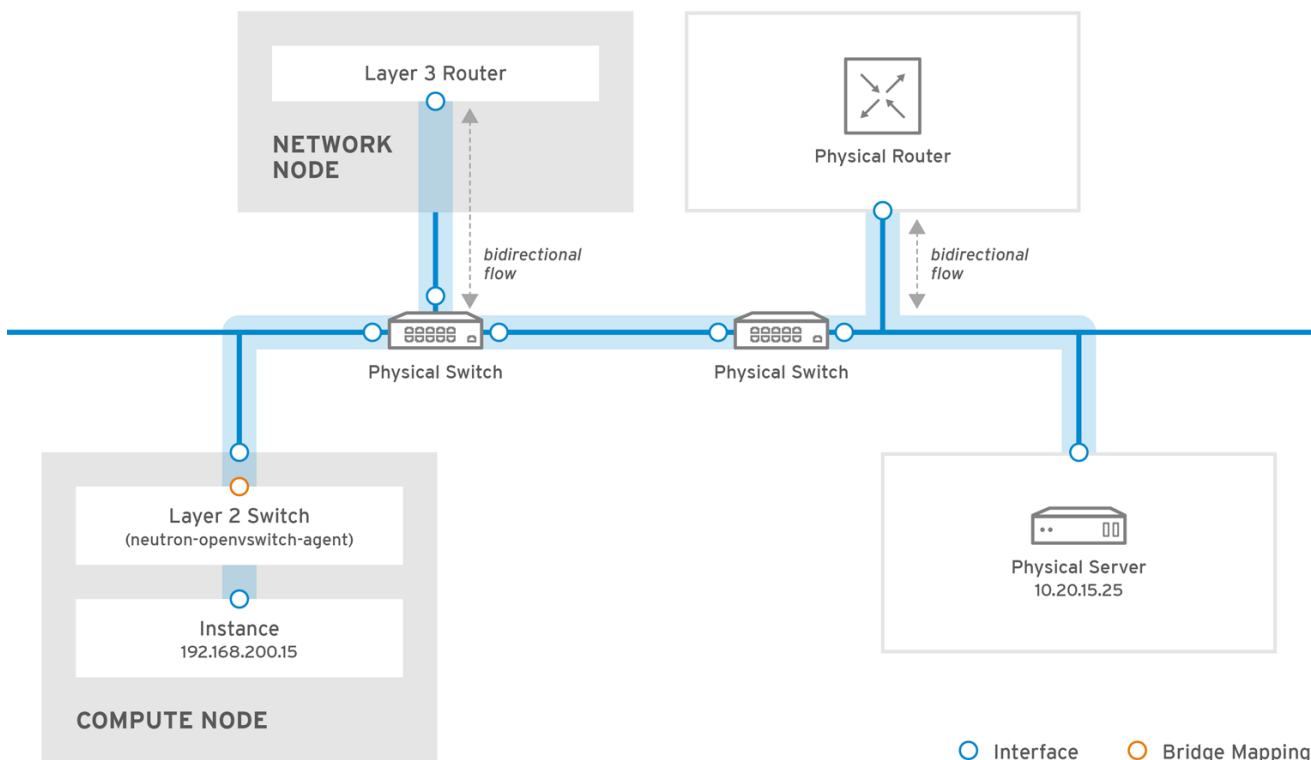 Layer 3 Router
NETWORK
NODE
Physical Router
bidirectional
flow
bidirectional
flow
Physical Switch
Physical Switch
Layer 2 Switch
(neutron-openvswitch-agent)
Instance
192.168.200.15
COMPUTE NODE
Physical Server
10.20.15.25
Interface
Bridge Mapping